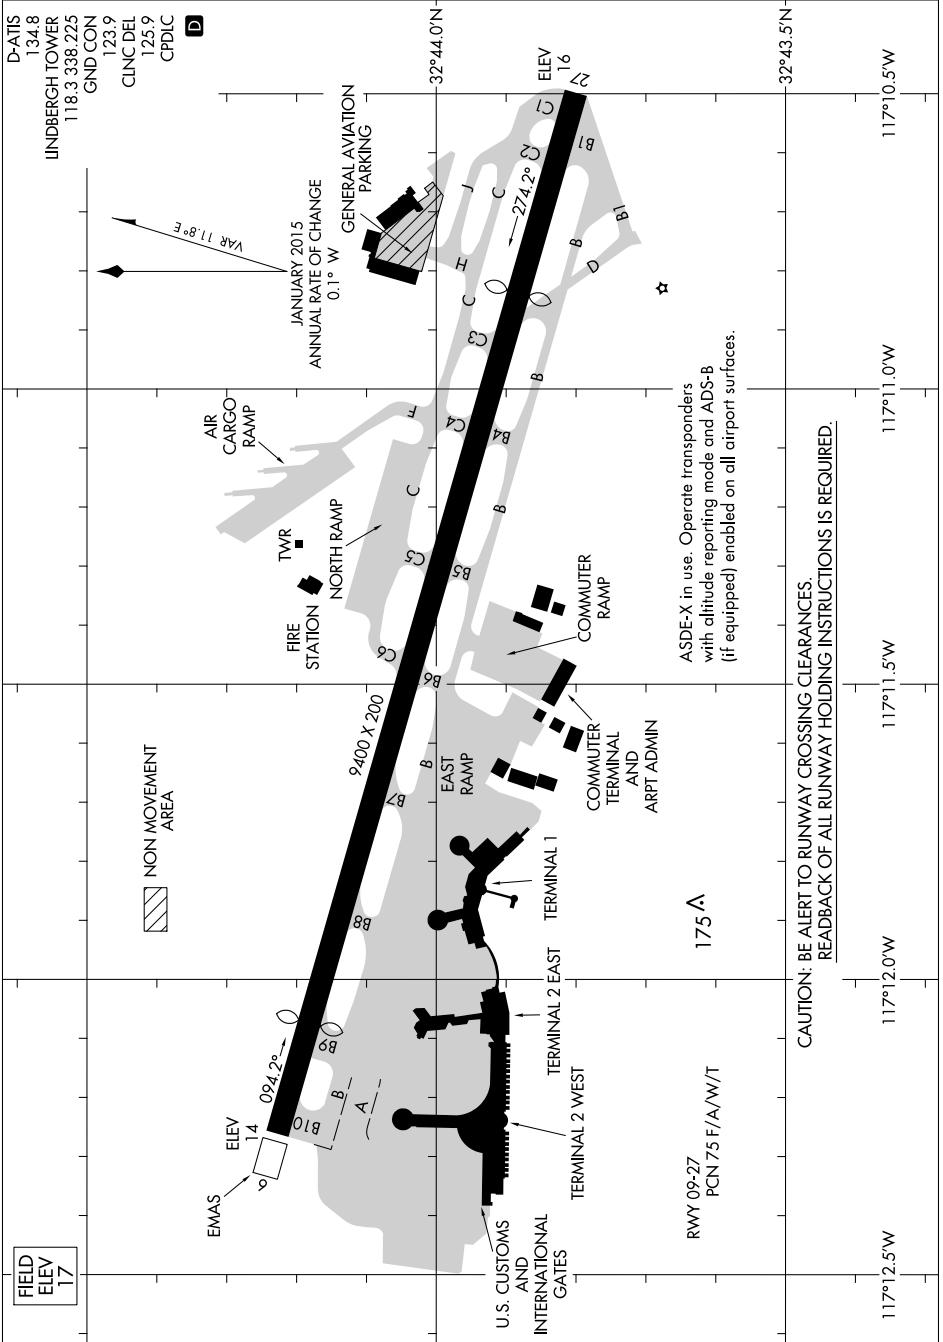 D-ATIS
134.8
LINDBERGH TOWER
118.3 338.225
GND CON
123.9
CLNC DEL
125.9
CPDLC
D
FIELD
ELEV
17
VAR 11.8° E
JANUARY 2015
ANNUAL RATE OF CHANGE
0.1° W
NON MOVEMENT
AREA
AIR
CARGO
RAMP
GENERAL AVIATION
PARKING
TWR
FIRE
STATION
NORTH RAMP
EMAS
ELEV
14
9
094.2°
9400 X 200
274.2°
ELEV
16
27
C1
C2
C3
C4
C5
C6
C
C
C
J
H
F
B1
B1
B
D
B
B4
B
B5
B6
B
B7
B8
B9
B10
B
A
EAST
RAMP
COMMUTER
RAMP
COMMUTER
TERMINAL
AND
ARPT ADMIN
TERMINAL 1
TERMINAL 2 EAST
TERMINAL 2 WEST
U.S. CUSTOMS
AND
INTERNATIONAL
GATES
175
RWY 09-27
PCN 75 F/A/W/T
ASDE-X in use. Operate transponders
with altitude reporting mode and ADS-B
(if equipped) enabled on all airport surfaces.
CAUTION: BE ALERT TO RUNWAY CROSSING CLEARANCES.
READBACK OF ALL RUNWAY HOLDING INSTRUCTIONS IS REQUIRED.
32°44.0'N
32°43.5'N
117°12.5'W
117°12.0'W
117°11.5'W
117°11.0'W
117°10.5'W